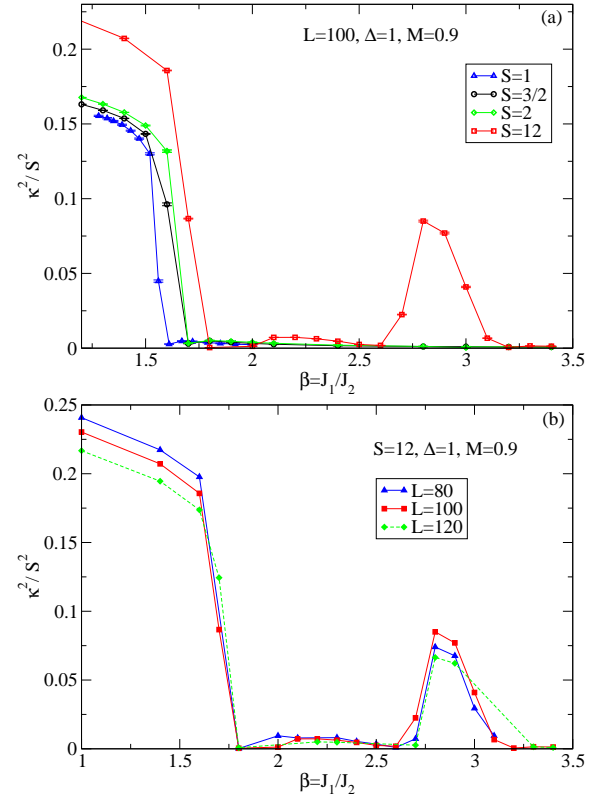 (a)
L=100, Δ=1, M=0.9
S=1
S=3/2
S=2
S=12
0.2
0.15
0.1
0.05
0
κ²/ S²
1.5 2 2.5 3 3.5
β=J₁/J₂
(b)
S=12, Δ=1, M=0.9
L=80
L=100
L=120
0.25
0.2
0.15
0.1
0.05
0
κ²/ S²
1 1.5 2 2.5 3 3.5
β=J₁/J₂